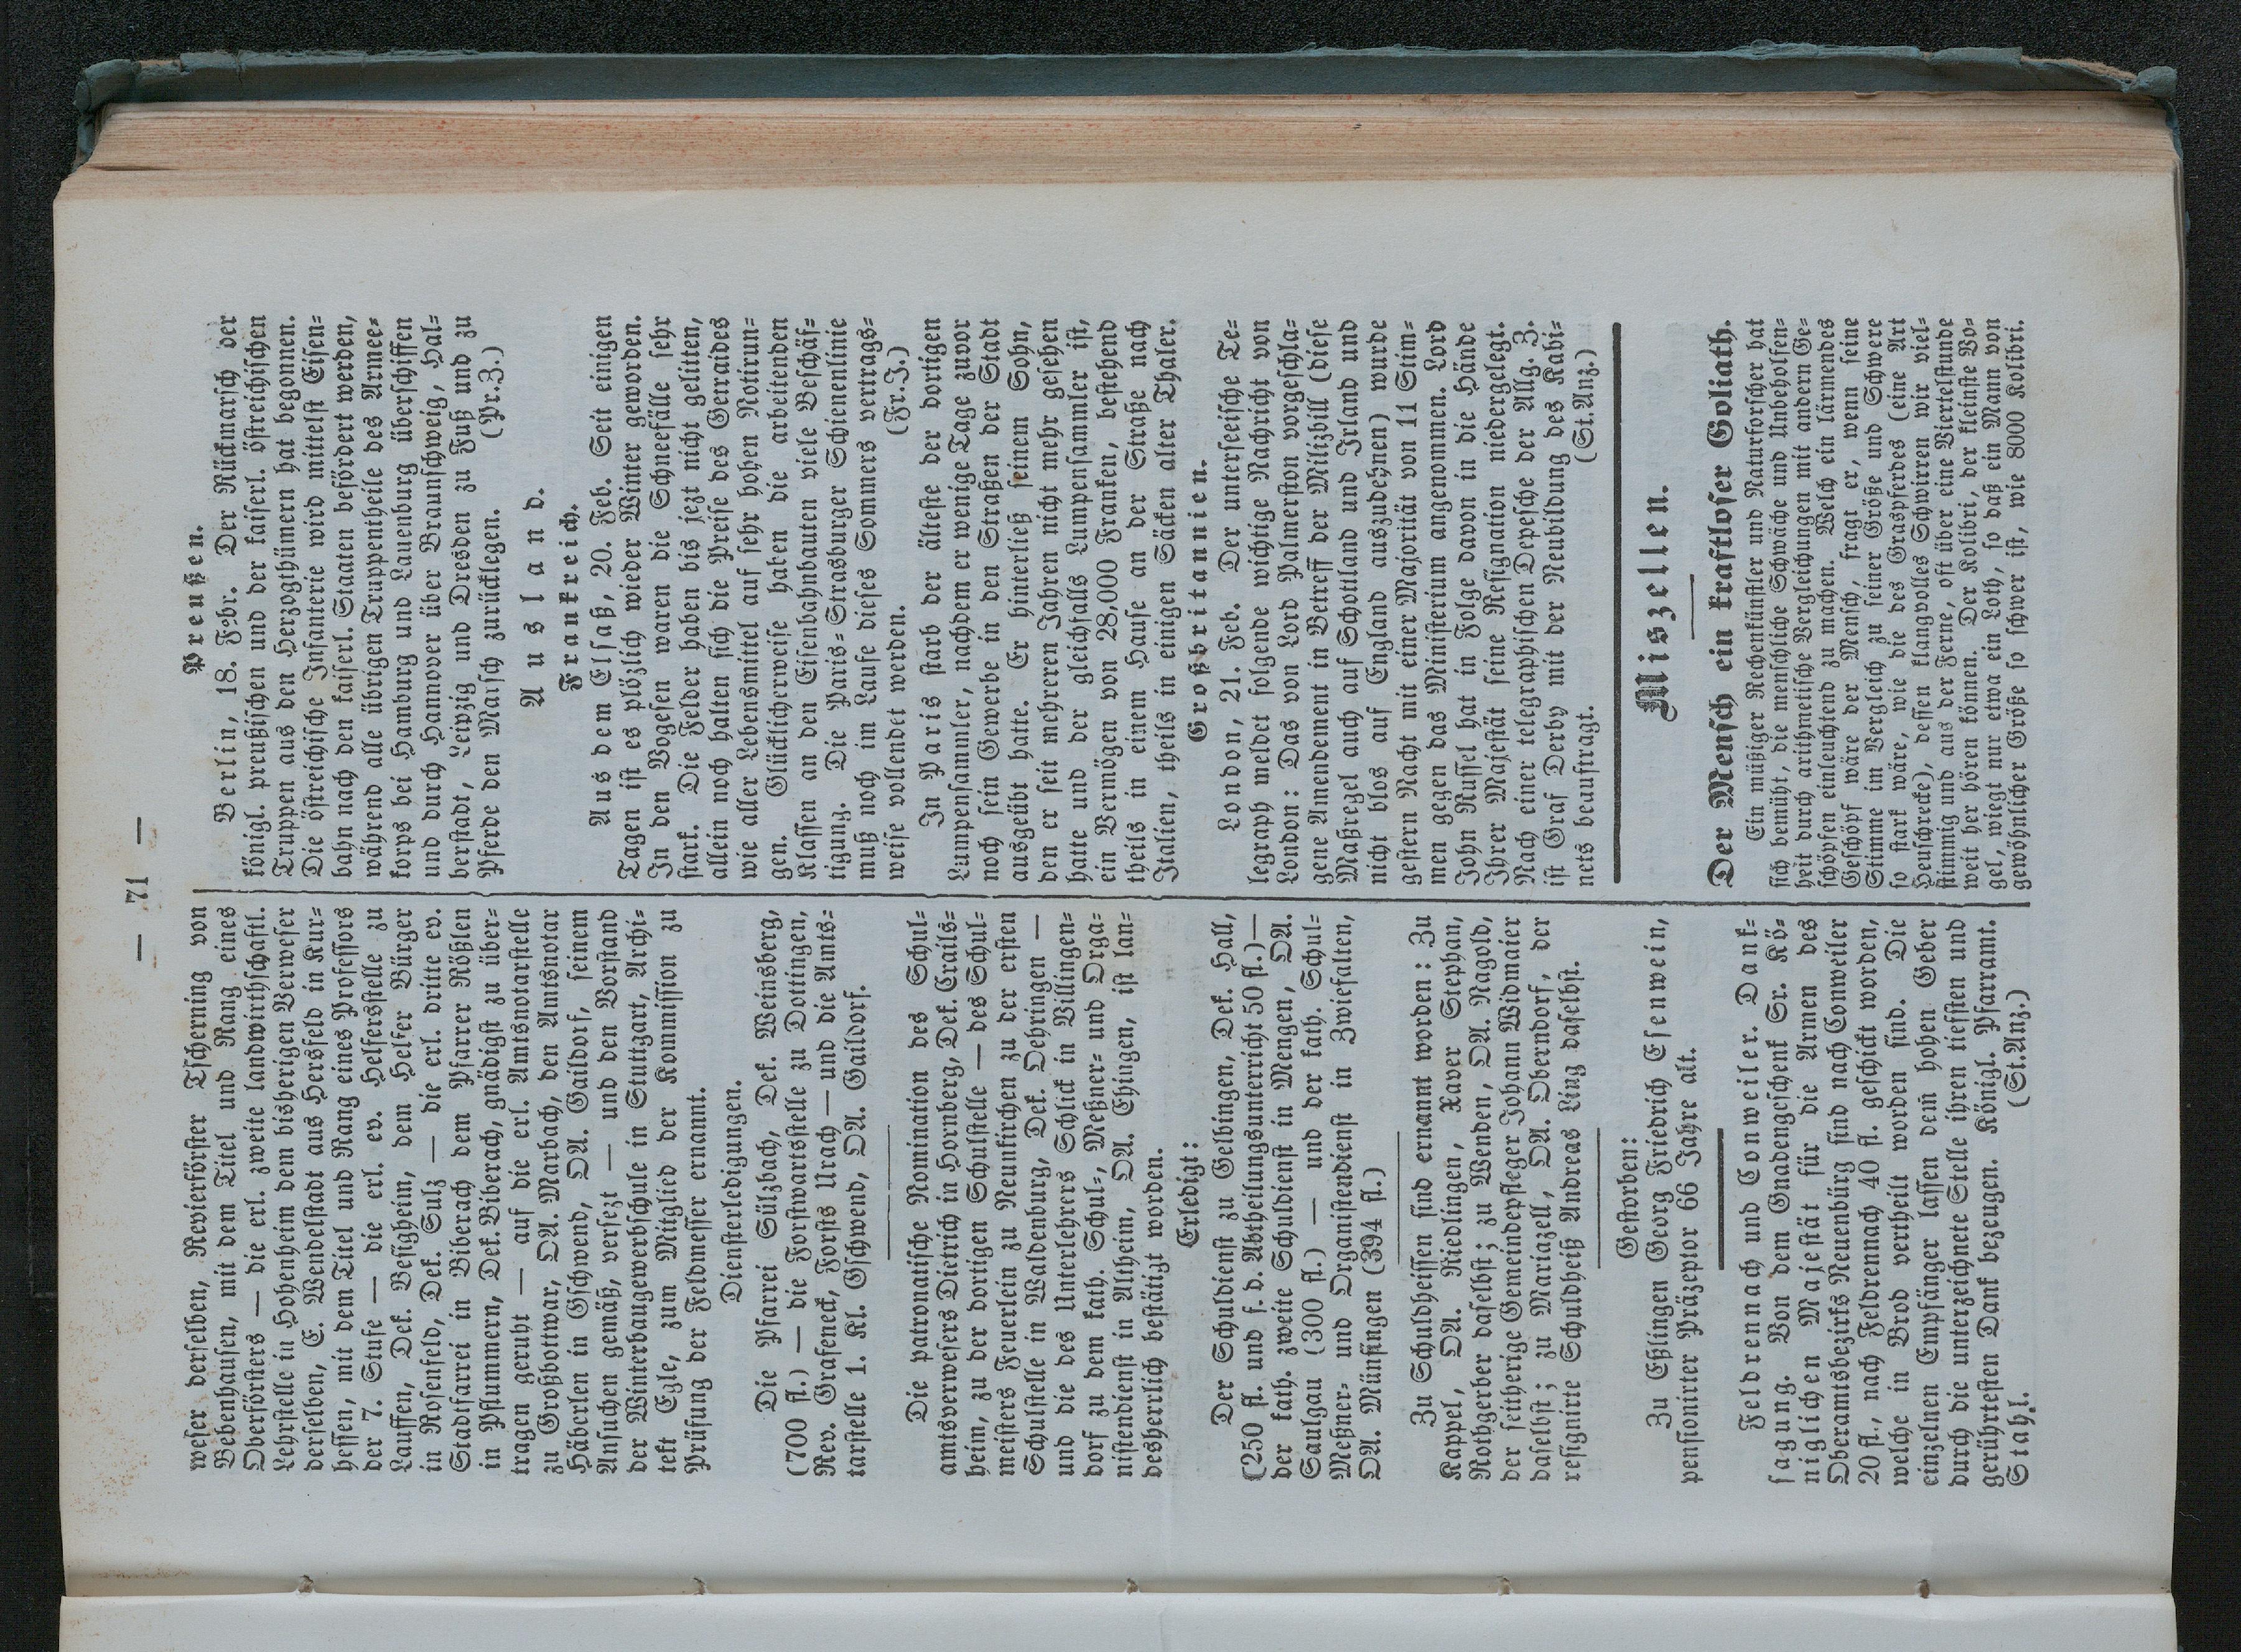 — 71 —
weser derselben, Revierförster Tscherning von
Bebenhausen, mit dem Titel und Rang eines
Oberförsters — die erl. zweite landwirthschaftl.
Lehrstelle in Hohenheim dem bisherigen Verweser
derselben, E. Wendelstadt aus Hersfeld in Kur-
hessen, mit dem Titel und Rang eines Professors
der 7. Stufe — die erl. ev. Helfersstelle zu
Lauffen, Dek. Besigheim, dem Helfer Bürger
in Rosenfeld, Dek. Sulz — die erl. dritte ev.
Stadtpfarrei in Biberach dem Pfarrer Rößlen
in Pflummern, Dek. Biberach, gnädigst zu über-
tragen geruht — auf die erl. Amtsnotarstelle
zu Großbottwar, OA. Marbach, den Amtsnotar
Häberlen in Gschwend, OA. Gaildorf, seinem
Ansuchen gemäß, versezt — und den Vorstand
der Winterbaugewerbschule in Stuttgart, Archi-
tekt Egle, zum Mitglied der Kommission zu
Prüfung der Feldmesser ernannt.
Diensterledigungen.
Die Pfarrei Sülzbach, Dek. Weinsberg,
(700 fl.) — die Forstwartsstelle zu Dottingen,
Rev. Grafeneck, Forsts Urach — und die Amts-
tarstelle 1. Kl. Gschwend, OA. Gaildorf.
Die patronatische Nomination des Schul-
amtsverwesers Dietrich in Hornberg, Dek. Crails-
heim, zu der dortigen Schulstelle — des Schul-
meisters Feuerlein zu Neunkirchen zu der ersten
Schulstelle in Waldenburg, Dek. Oehringen —
und die des Unterlehrers Schlick in Villingen-
dorf zu dem kath. Schul-, Meßner- und Orga-
nistendienst in Altheim, OA. Ehingen, ist lan-
desherrlich bestätigt worden.
Erledigt:
Der Schuldienst zu Gelbingen, Dek. Hall,
(250 fl. und f. d. Abtheilungsunterricht 50 fl.) —
der kath. zweite Schuldienst in Mengen, OA.
Saulgau (300 fl.) — und der kath. Schul-
Meßner- und Organistendienst in Zwiefalten,
OA. Münsingen (394 fl.)
Zu Schuldheissen sind ernannt worden: Zu
Kappel, OA. Riedlingen, Xaver Stephan,
Rothgerber daselbst; zu Wenden, OA. Nagold,
der seitherige Gemeindepfleger Johann Widmaier
daselbst; zu Mariazell, OA. Oberndorf, der
resignirte Schuldheiß Andreas Ling daselbst.
Gestorben:
Zu Eßlingen Georg Friedrich Esenwein,
pensionirter Präzeptor 66 Jahre alt.
Feldrennach und Conweiler. Dank-
sagung. Von dem Gnadengeschenk Sr. Kö-
niglichen Majestät für die Armen des
Oberamtsbezirks Neuenbürg sind nach Conweiler
20 fl., nach Feldrennach 40 fl. geschickt worden,
welche in Brod vertheilt worden sind. Die
einzelnen Empfänger lassen dem hohen Geber
durch die unterzeichnete Stelle ihren tiefsten und
gerührtesten Dank bezeugen. Königl. Pfarramt.
Stahl. (St.Anz.)
Preußen.
Berlin, 18. Febr. Der Rückmarsch der
königl. preußischen und der kaiserl. östreichischen
Truppen aus den Herzogthümern hat begonnen.
Die östreichische Infanterie wird mittelst Eisen-
bahn nach den kaiserl. Staaten befördert werden,
während alle übrigen Truppentheile des Armee-
korps bei Hamburg und Lauenburg überschiffen
und durch Hannover über Braunschweig, Hal-
berstadt, Leipzig und Dresden zu Fuß und zu
Pferde den Marsch zurücklegen. (Pr.Z.)
Ausland.
Frankreich.
Aus dem Elsaß, 20. Feb. Seit einigen
Tagen ist es plözlich wieder Winter geworden.
In den Vogesen waren die Schneefälle sehr
stark. Die Felder haben bis jezt nicht gelitten,
allein noch halten sich die Preise des Getraides
wie aller Lebensmittel auf sehr hohen Notirun-
gen. Glücklicherweise haben die arbeitenden
Klassen an den Eisenbahnbauten viele Beschäf-
tigung. Die Paris-Strasburger Schienenlinie
muß noch im Laufe dieses Sommers vertrags-
weise vollendet werden. (Fr.J.)
In Paris starb der älteste der dortigen
Lumpensammler, nachdem er wenige Tage zuvor
noch sein Gewerbe in den Straßen der Stadt
ausgeübt hatte. Er hinterließ seinem Sohn,
den er seit mehreren Jahren nicht mehr gesehen
hatte und der gleichfalls Lumpensammler ist,
ein Vermögen von 28,000 Franken, bestehend
theils in einem Hause an der Straße nach
Italien, theils in einigen Säcken alter Thaler.
Großbritannien.
London, 21. Feb. Der unterseeische Te-
legraph meldet folgende wichtige Nachricht von
London: Das von Lord Palmerston vorgeschla-
gene Amendement in Betreff der Milizbill (diese
Maßregel auch auf Schottland und Irland und
nicht blos auf England auszudehnen) wurde
gestern Nacht mit einer Majorität von 11 Stim-
men gegen das Ministerium angenommen. Lord
John Russel hat in Folge davon in die Hände
Ihrer Majestät seine Resignation niedergelegt.
Nach einer telegraphischen Depesche der Allg. Z.
ist Graf Derby mit der Neubildung des Kabi-
nets beauftragt. (St.Anz.)
Miszellen.
Der Mensch ein kraftloser Goliath.
Ein müßiger Rechenkünstler und Naturforscher hat
sich bemüht, die menschliche Schwäche und Unbeholfen-
heit durch arithmetische Vergleichungen mit andern Ge-
schöpfen einleuchtend zu machen. Welch ein lärmendes
Geschöpf wäre der Mensch, fragt er, wenn seine
Stimme im Vergleich zu seiner Größe und Schwere
so stark wäre, wie die des Graspferdes (eine Art
Heuschrecke), dessen klangvolles Schwirren wir viel-
stimmig und aus der Ferne, oft über eine Viertelstunde
weit her hören können. Der Kolibri, der kleinste Vo-
gel, wiegt nur etwa ein Loth, so daß ein Mann von
gewöhnlicher Größe so schwer ist, wie 8000 Kolibri.